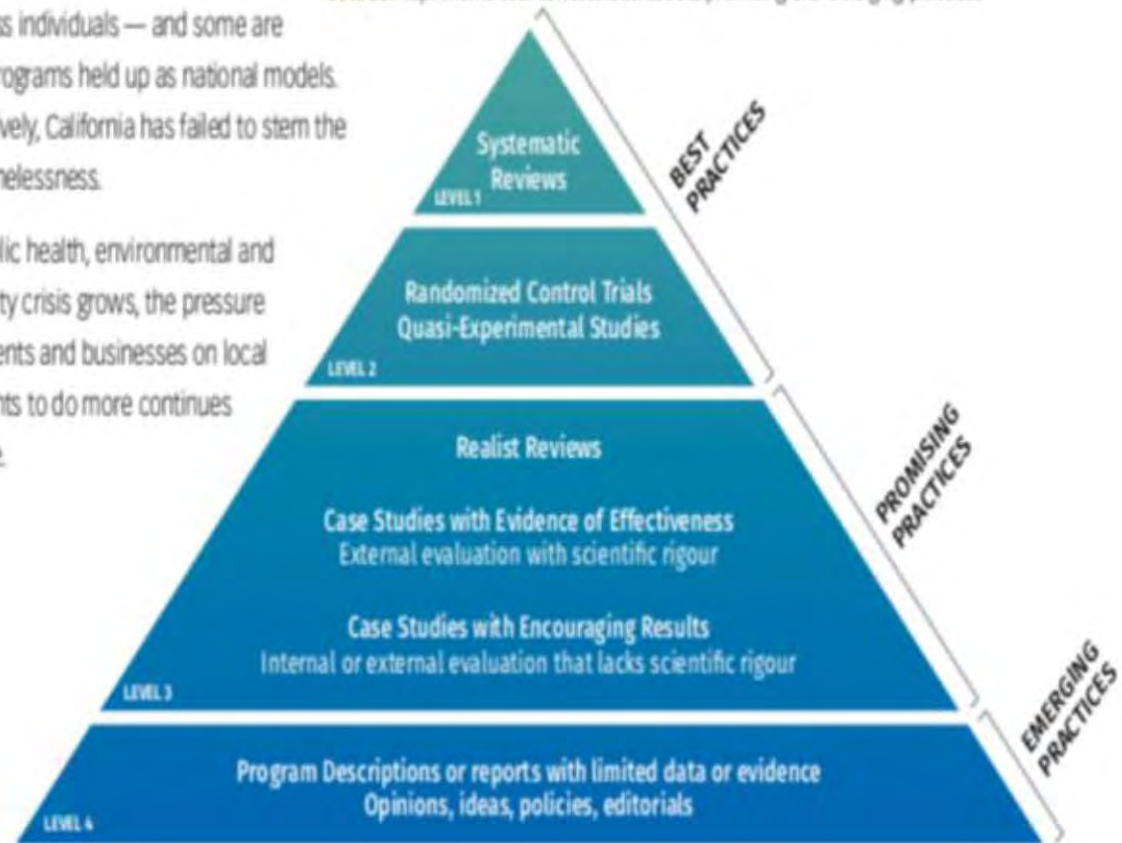 ss individuals — and some are
rograms held up as national models.
vely, California has failed to stem the
nelessness.
lic health, environmental and
ty crisis grows, the pressure
ents and businesses on local
nts to do more continues
Systematic
Reviews
LEVEL 1
BEST
PRACTICES
Randomized Control Trials
Quasi-Experimental Studies
LEVEL 2
Realist Reviews
Case Studies with Evidence of Effectiveness
External evaluation with scientific rigour
Case Studies with Encouraging Results
Internal or external evaluation that lacks scientific rigour
LEVEL 3
PROMISING
PRACTICES
Program Descriptions or reports with limited data or evidence
Opinions, ideas, policies, editorials
LEVEL 4
EMERGING
PRACTICES